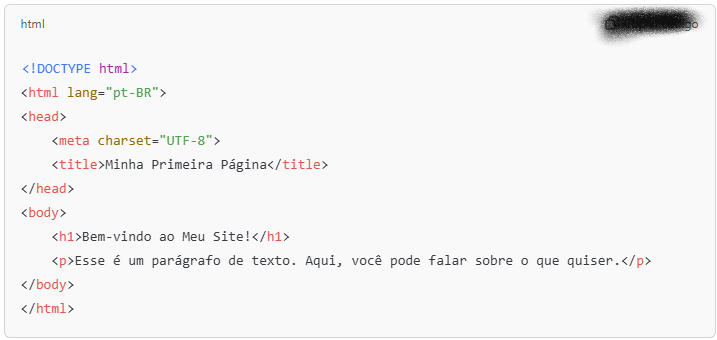 html
<!DOCTYPE html>
<html lang="pt-BR">
<head>
    <meta charset="UTF-8">
    <title>Minha Primeira Página</title>
</head>
<body>
    <h1>Bem-vindo ao Meu Site!</h1>
    <p>Esse é um parágrafo de texto. Aqui, você pode falar sobre o que quiser.</p>
</body>
</html>